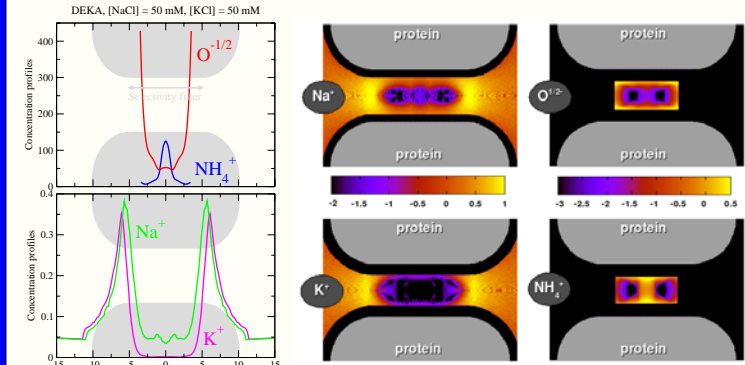 DEKA, [NaCl] = 50 mM, [KCl] = 50 mM
Concentration profiles
400
300
200
100
0
O-1/2
Selectivity filter
NH4+
Concentration profiles
0.4
0.3
0.2
0.1
0
Na+
K+
15 10 5 0 5 10 15
protein
Na+
protein
protein
O1/2-
protein
-2 -1.5 -1 -0.5 0 0.5 1
-3 -2.5 -2 -1.5 -1 -0.5 0 0.5
protein
K+
protein
protein
NH4+
protein